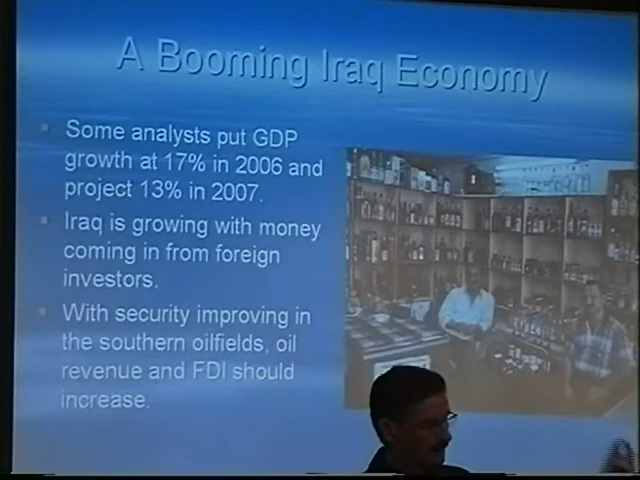 A Booming Iraq Economy
Some analysts put GDP
growth at 17% in 2006 and
project 13% in 2007.
Iraq is growing with money
coming in from foreign
investors.
With security improving in
the southern oilfields, oil
revenue and FDI should
increase.